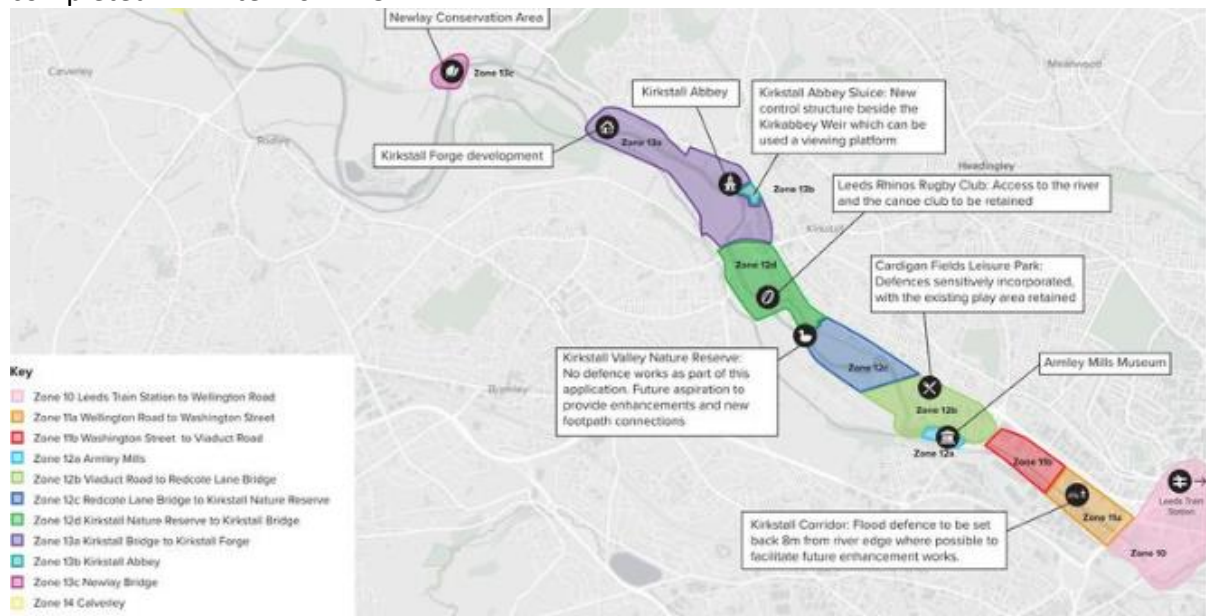 Newlay Conservation Area
Calverley
Zone 13c
Rodley
Meanwood
Kirkstall Abbey
Kirkstall Abbey Sluice: New
control structure beside the
Kirkabbey Weir which can be
used a viewing platform
Kirkstall Forge development
Zone 13a
Zone 13b
Headingley
Leeds Rhinos Rugby Club: Access to the river
and the canoe club to be retained
Kirkstall
Zone 12d
Cardigan Fields Leisure Park:
Defences sensitively incorporated,
with the existing play area retained
Kirkstall Valley Nature Reserve:
No defence works as part of this
application. Future aspiration to
provide enhancements and new
footpath connections
Zone 12c
Armley Mills Museum
Bramley
Zone 12b
Zone 12a
Zone 11b
Leeds Train
Station
Zone 11a
Kirkstall Corridor: Flood defence to be set
back 8m from river edge where possible to
facilitate future enhancement works.
Zone 10
Key
Zone 10 Leeds Train Station to Wellington Road
Zone 11a Wellington Road to Washington Street
Zone 11b Washington Street to Viaduct Road
Zone 12a Armley Mills
Zone 12b Viaduct Road to Redcote Lane Bridge
Zone 12c Redcote Lane Bridge to Kirkstall Nature Reserve
Zone 12d Kirkstall Nature Reserve to Kirkstall Bridge
Zone 13a Kirkstall Bridge to Kirkstall Forge
Zone 13b Kirkstall Abbey
Zone 13c Newlay Bridge
Zone 14 Calverley